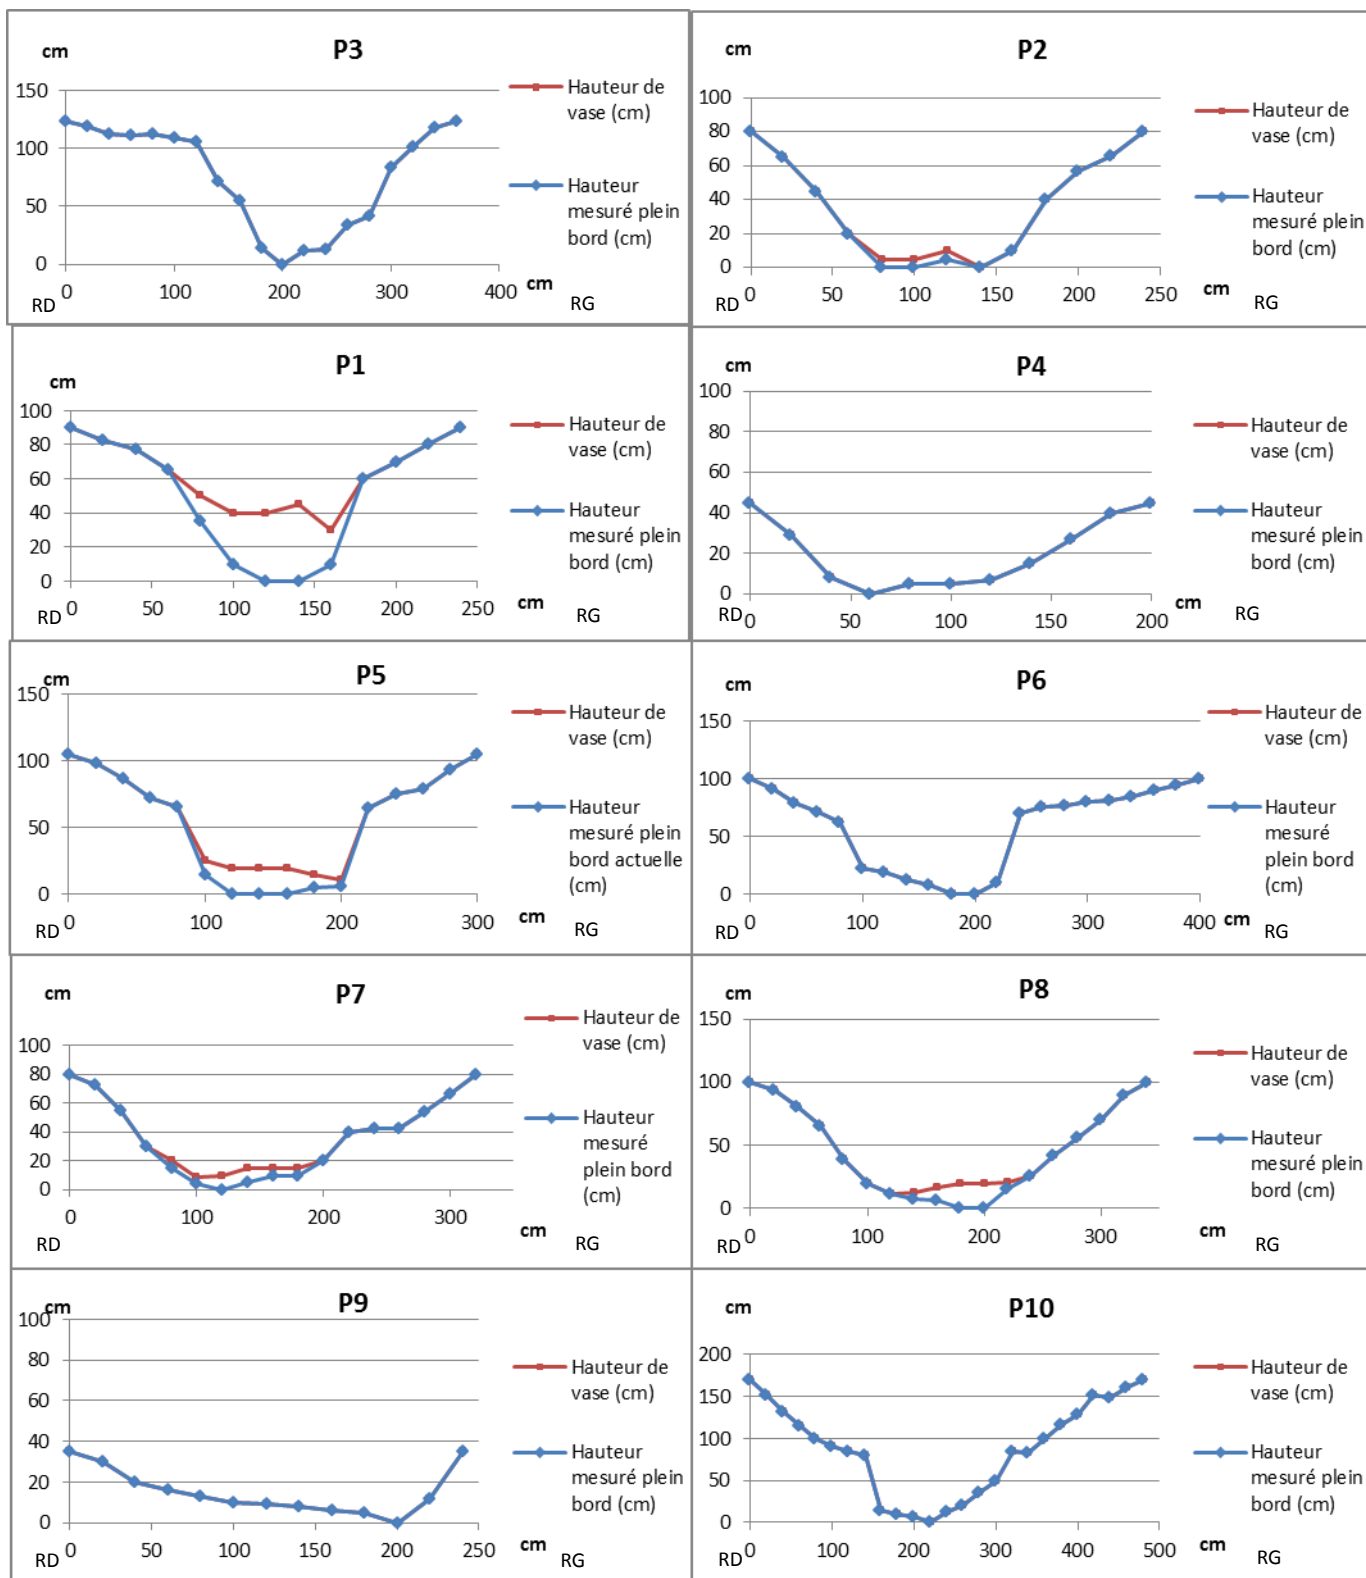 cm
P3
150
100
50
0
0 100 200 300 400
cm
RD
RG
Hauteur de
vase (cm)
Hauteur
mesuré plein
bord (cm)
cm
P2
100
80
60
40
20
0
0 50 100 150 200 250
cm
RD
RG
Hauteur de
vase (cm)
Hauteur
mesuré plein
bord (cm)
P1
cm
100
80
60
40
20
0
0 50 100 150 200 250
cm
RD
RG
Hauteur de
vase (cm)
Hauteur
mesuré plein
bord (cm)
P4
cm
100
80
60
40
20
0
0 50 100 150 200
cm
RD
RG
Hauteur de
vase (cm)
Hauteur
mesuré plein
bord (cm)
P5
cm
150
100
50
0
0 100 200 300
cm
RD
RG
Hauteur de
vase (cm)
Hauteur
mesuré plein
bord actuelle
(cm)
P6
cm
150
100
50
0
0 100 200 300 400
cm
RD
RG
Hauteur de
vase (cm)
Hauteur
mesuré
plein bord
(cm)
P7
cm
100
80
60
40
20
0
0 100 200 300
cm
RD
RG
Hauteur de
vase (cm)
Hauteur
mesuré
plein bord
(cm)
P8
cm
150
100
50
0
0 100 200 300
cm
RD
RG
Hauteur de
vase (cm)
Hauteur
mesuré plein
bord (cm)
P9
cm
100
80
60
40
20
0
0 50 100 150 200 250
cm
RD
RG
Hauteur de
vase (cm)
Hauteur
mesuré plein
bord (cm)
P10
cm
200
150
100
50
0
0 100 200 300 400 500
cm
RD
RG
Hauteur de
vase (cm)
Hauteur
mesuré plein
bord (cm)